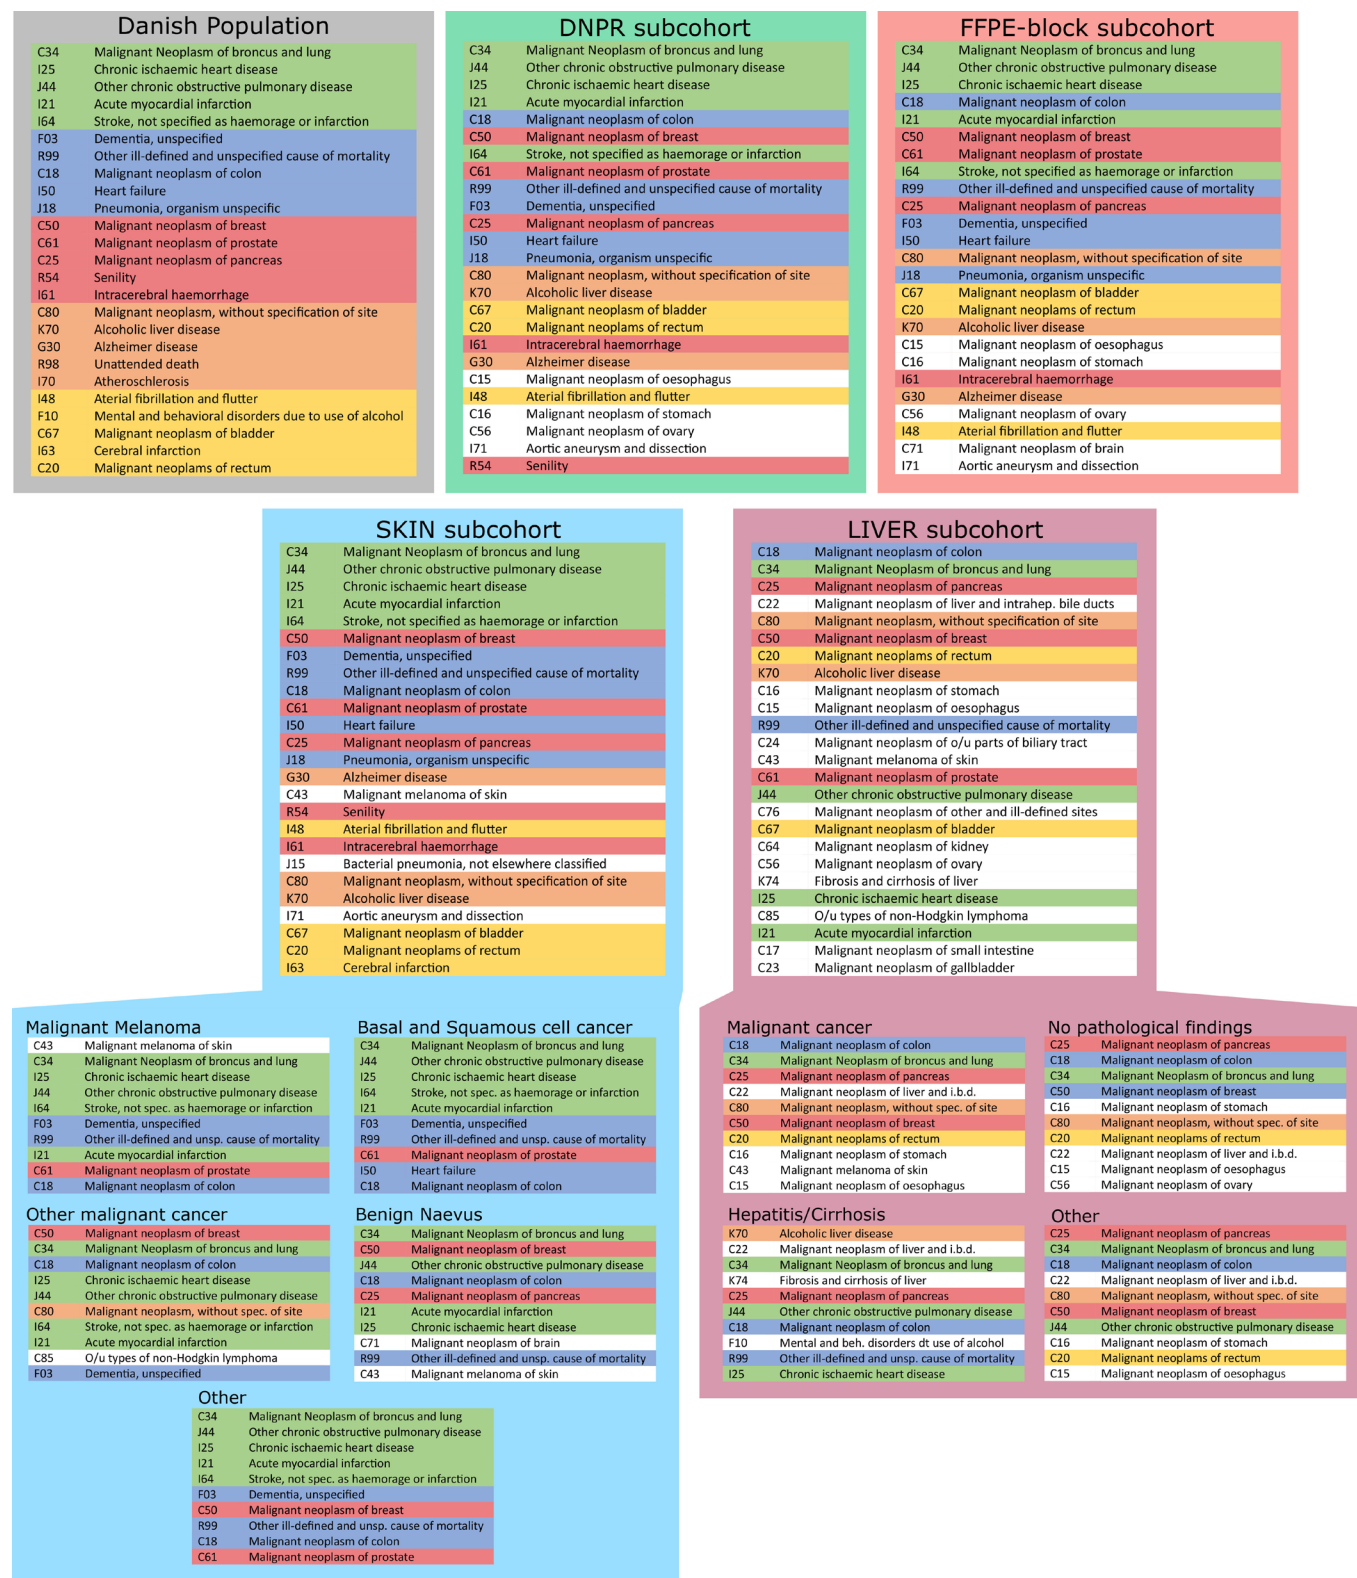 Danish Population
C34 Malignant Neoplasm of broncus and lung
I25 Chronic ischaemic heart disease
J44 Other chronic obstructive pulmonary disease
I21 Acute myocardial infarction
I64 Stroke, not specified as haemorage or infarction
F03 Dementia, unspecified
R99 Other ill-defined and unspecified cause of mortality
C18 Malignant neoplasm of colon
I50 Heart failure
J18 Pneumonia, organism unspecific
C50 Malignant neoplasm of breast
C61 Malignant neoplasm of prostate
C25 Malignant neoplasm of pancreas
R54 Senility
I61 Intracerebral haemorrhage
C80 Malignant neoplasm, without specification of site
K70 Alcoholic liver disease
G30 Alzheimer disease
R98 Unattended death
I70 Atheroschlerosis
I48 Aterial fibrillation and flutter
F10 Mental and behavioral disorders due to use of alcohol
C67 Malignant neoplasm of bladder
I63 Cerebral infarction
C20 Malignant neoplams of rectum
DNPR subcohort
C34 Malignant Neoplasm of broncus and lung
J44 Other chronic obstructive pulmonary disease
I25 Chronic ischaemic heart disease
I21 Acute myocardial infarction
C18 Malignant neoplasm of colon
C50 Malignant neoplasm of breast
I64 Stroke, not specified as haemorage or infarction
C61 Malignant neoplasm of prostate
R99 Other ill-defined and unspecified cause of mortality
F03 Dementia, unspecified
C25 Malignant neoplasm of pancreas
I50 Heart failure
J18 Pneumonia, organism unspecific
C80 Malignant neoplasm, without specification of site
K70 Alcoholic liver disease
C67 Malignant neoplasm of bladder
C20 Malignant neoplams of rectum
I61 Intracerebral haemorrhage
G30 Alzheimer disease
C15 Malignant neoplasm of oesophagus
I48 Aterial fibrillation and flutter
C16 Malignant neoplasm of stomach
C56 Malignant neoplasm of ovary
I71 Aortic aneurysm and dissection
R54 Senility
FFPE-block subcohort
C34 Malignant Neoplasm of broncus and lung
J44 Other chronic obstructive pulmonary disease
I25 Chronic ischaemic heart disease
C18 Malignant neoplasm of colon
I21 Acute myocardial infarction
C50 Malignant neoplasm of breast
C61 Malignant neoplasm of prostate
I64 Stroke, not specified as haemorage or infarction
R99 Other ill-defined and unspecified cause of mortality
C25 Malignant neoplasm of pancreas
F03 Dementia, unspecified
I50 Heart failure
C80 Malignant neoplasm, without specification of site
J18 Pneumonia, organism unspecific
C67 Malignant neoplasm of bladder
C20 Malignant neoplams of rectum
K70 Alcoholic liver disease
C15 Malignant neoplasm of oesophagus
C16 Malignant neoplasm of stomach
I61 Intracerebral haemorrhage
G30 Alzheimer disease
C56 Malignant neoplasm of ovary
I48 Aterial fibrillation and flutter
C71 Malignant neoplasm of brain
I71 Aortic aneurysm and dissection
SKIN subcohort
C34 Malignant Neoplasm of broncus and lung
J44 Other chronic obstructive pulmonary disease
I25 Chronic ischaemic heart disease
I21 Acute myocardial infarction
I64 Stroke, not specified as haemorage or infarction
C50 Malignant neoplasm of breast
F03 Dementia, unspecified
R99 Other ill-defined and unspecified cause of mortality
C18 Malignant neoplasm of colon
C61 Malignant neoplasm of prostate
I50 Heart failure
C25 Malignant neoplasm of pancreas
J18 Pneumonia, organism unspecific
G30 Alzheimer disease
C43 Malignant melanoma of skin
R54 Senility
I48 Aterial fibrillation and flutter
I61 Intracerebral haemorrhage
J15 Bacterial pneumonia, not elsewhere classified
C80 Malignant neoplasm, without specification of site
K70 Alcoholic liver disease
I71 Aortic aneurysm and dissection
C67 Malignant neoplasm of bladder
C20 Malignant neoplams of rectum
I63 Cerebral infarction
LIVER subcohort
C18 Malignant neoplasm of colon
C34 Malignant Neoplasm of broncus and lung
C25 Malignant neoplasm of pancreas
C22 Malignant neoplasm of liver and intrahep. bile ducts
C80 Malignant neoplasm, without specification of site
C50 Malignant neoplasm of breast
C20 Malignant neoplams of rectum
K70 Alcoholic liver disease
C16 Malignant neoplasm of stomach
C15 Malignant neoplasm of oesophagus
R99 Other ill-defined and unspecified cause of mortality
C24 Malignant neoplasm of o/u parts of biliary tract
C43 Malignant melanoma of skin
C61 Malignant neoplasm of prostate
J44 Other chronic obstructive pulmonary disease
C76 Malignant neoplasm of other and ill-defined sites
C67 Malignant neoplasm of bladder
C64 Malignant neoplasm of kidney
C56 Malignant neoplasm of ovary
K74 Fibrosis and cirrhosis of liver
I25 Chronic ischaemic heart disease
C85 O/u types of non-Hodgkin lymphoma
I21 Acute myocardial infarction
C17 Malignant neoplasm of small intestine
C23 Malignant neoplasm of gallbladder
Malignant Melanoma
C43 Malignant melanoma of skin
C34 Malignant Neoplasm of broncus and lung
I25 Chronic ischaemic heart disease
J44 Other chronic obstructive pulmonary disease
I64 Stroke, not spec. as haemorage or infarction
F03 Dementia, unspecified
R99 Other ill-defined and unsp. cause of mortality
I21 Acute myocardial infarction
C61 Malignant neoplasm of prostate
C18 Malignant neoplasm of colon
Basal and Squamous cell cancer
C34 Malignant Neoplasm of broncus and lung
J44 Other chronic obstructive pulmonary disease
I25 Chronic ischaemic heart disease
I64 Stroke, not spec. as haemorage or infarction
I21 Acute myocardial infarction
F03 Dementia, unspecified
R99 Other ill-defined and unsp. cause of mortality
C61 Malignant neoplasm of prostate
I50 Heart failure
C18 Malignant neoplasm of colon
Other malignant cancer
C50 Malignant neoplasm of breast
C34 Malignant Neoplasm of broncus and lung
C18 Malignant neoplasm of colon
I25 Chronic ischaemic heart disease
J44 Other chronic obstructive pulmonary disease
C80 Malignant neoplasm, without spec. of site
I64 Stroke, not spec. as haemorage or infarction
I21 Acute myocardial infarction
C85 O/u types of non-Hodgkin lymphoma
F03 Dementia, unspecified
Benign Naevus
C34 Malignant Neoplasm of broncus and lung
C50 Malignant neoplasm of breast
J44 Other chronic obstructive pulmonary disease
C18 Malignant neoplasm of colon
C25 Malignant neoplasm of pancreas
I21 Acute myocardial infarction
I25 Chronic ischaemic heart disease
C71 Malignant neoplasm of brain
R99 Other ill-defined and unsp. cause of mortality
C43 Malignant melanoma of skin
Other
C34 Malignant Neoplasm of broncus and lung
J44 Other chronic obstructive pulmonary disease
I25 Chronic ischaemic heart disease
I21 Acute myocardial infarction
I64 Stroke, not spec. as haemorage or infarction
F03 Dementia, unspecified
C50 Malignant neoplasm of breast
R99 Other ill-defined and unsp. cause of mortality
C18 Malignant neoplasm of colon
C61 Malignant neoplasm of prostate
Malignant cancer
C18 Malignant neoplasm of colon
C34 Malignant Neoplasm of broncus and lung
C25 Malignant neoplasm of pancreas
C22 Malignant neoplasm of liver and i.b.d.
C80 Malignant neoplasm, without spec. of site
C50 Malignant neoplasm of breast
C20 Malignant neoplams of rectum
C16 Malignant neoplasm of stomach
C43 Malignant melanoma of skin
C15 Malignant neoplasm of oesophagus
No pathological findings
C25 Malignant neoplasm of pancreas
C18 Malignant neoplasm of colon
C34 Malignant Neoplasm of broncus and lung
C50 Malignant neoplasm of breast
C16 Malignant neoplasm of stomach
C80 Malignant neoplasm, without spec. of site
C20 Malignant neoplams of rectum
C22 Malignant neoplasm of liver and i.b.d.
C15 Malignant neoplasm of oesophagus
C56 Malignant neoplasm of ovary
Hepatitis/Cirrhosis
K70 Alcoholic liver disease
C22 Malignant neoplasm of liver and i.b.d.
C34 Malignant Neoplasm of broncus and lung
K74 Fibrosis and cirrhosis of liver
C25 Malignant neoplasm of pancreas
J44 Other chronic obstructive pulmonary disease
C18 Malignant neoplasm of colon
F10 Mental and beh. disorders dt use of alcohol
R99 Other ill-defined and unsp. cause of mortality
I25 Chronic ischaemic heart disease
Other
C25 Malignant neoplasm of pancreas
C34 Malignant Neoplasm of broncus and lung
C18 Malignant neoplasm of colon
C22 Malignant neoplasm of liver and i.b.d.
C80 Malignant neoplasm, without spec. of site
C50 Malignant neoplasm of breast
J44 Other chronic obstructive pulmonary disease
C16 Malignant neoplasm of stomach
C20 Malignant neoplams of rectum
C15 Malignant neoplasm of oesophagus